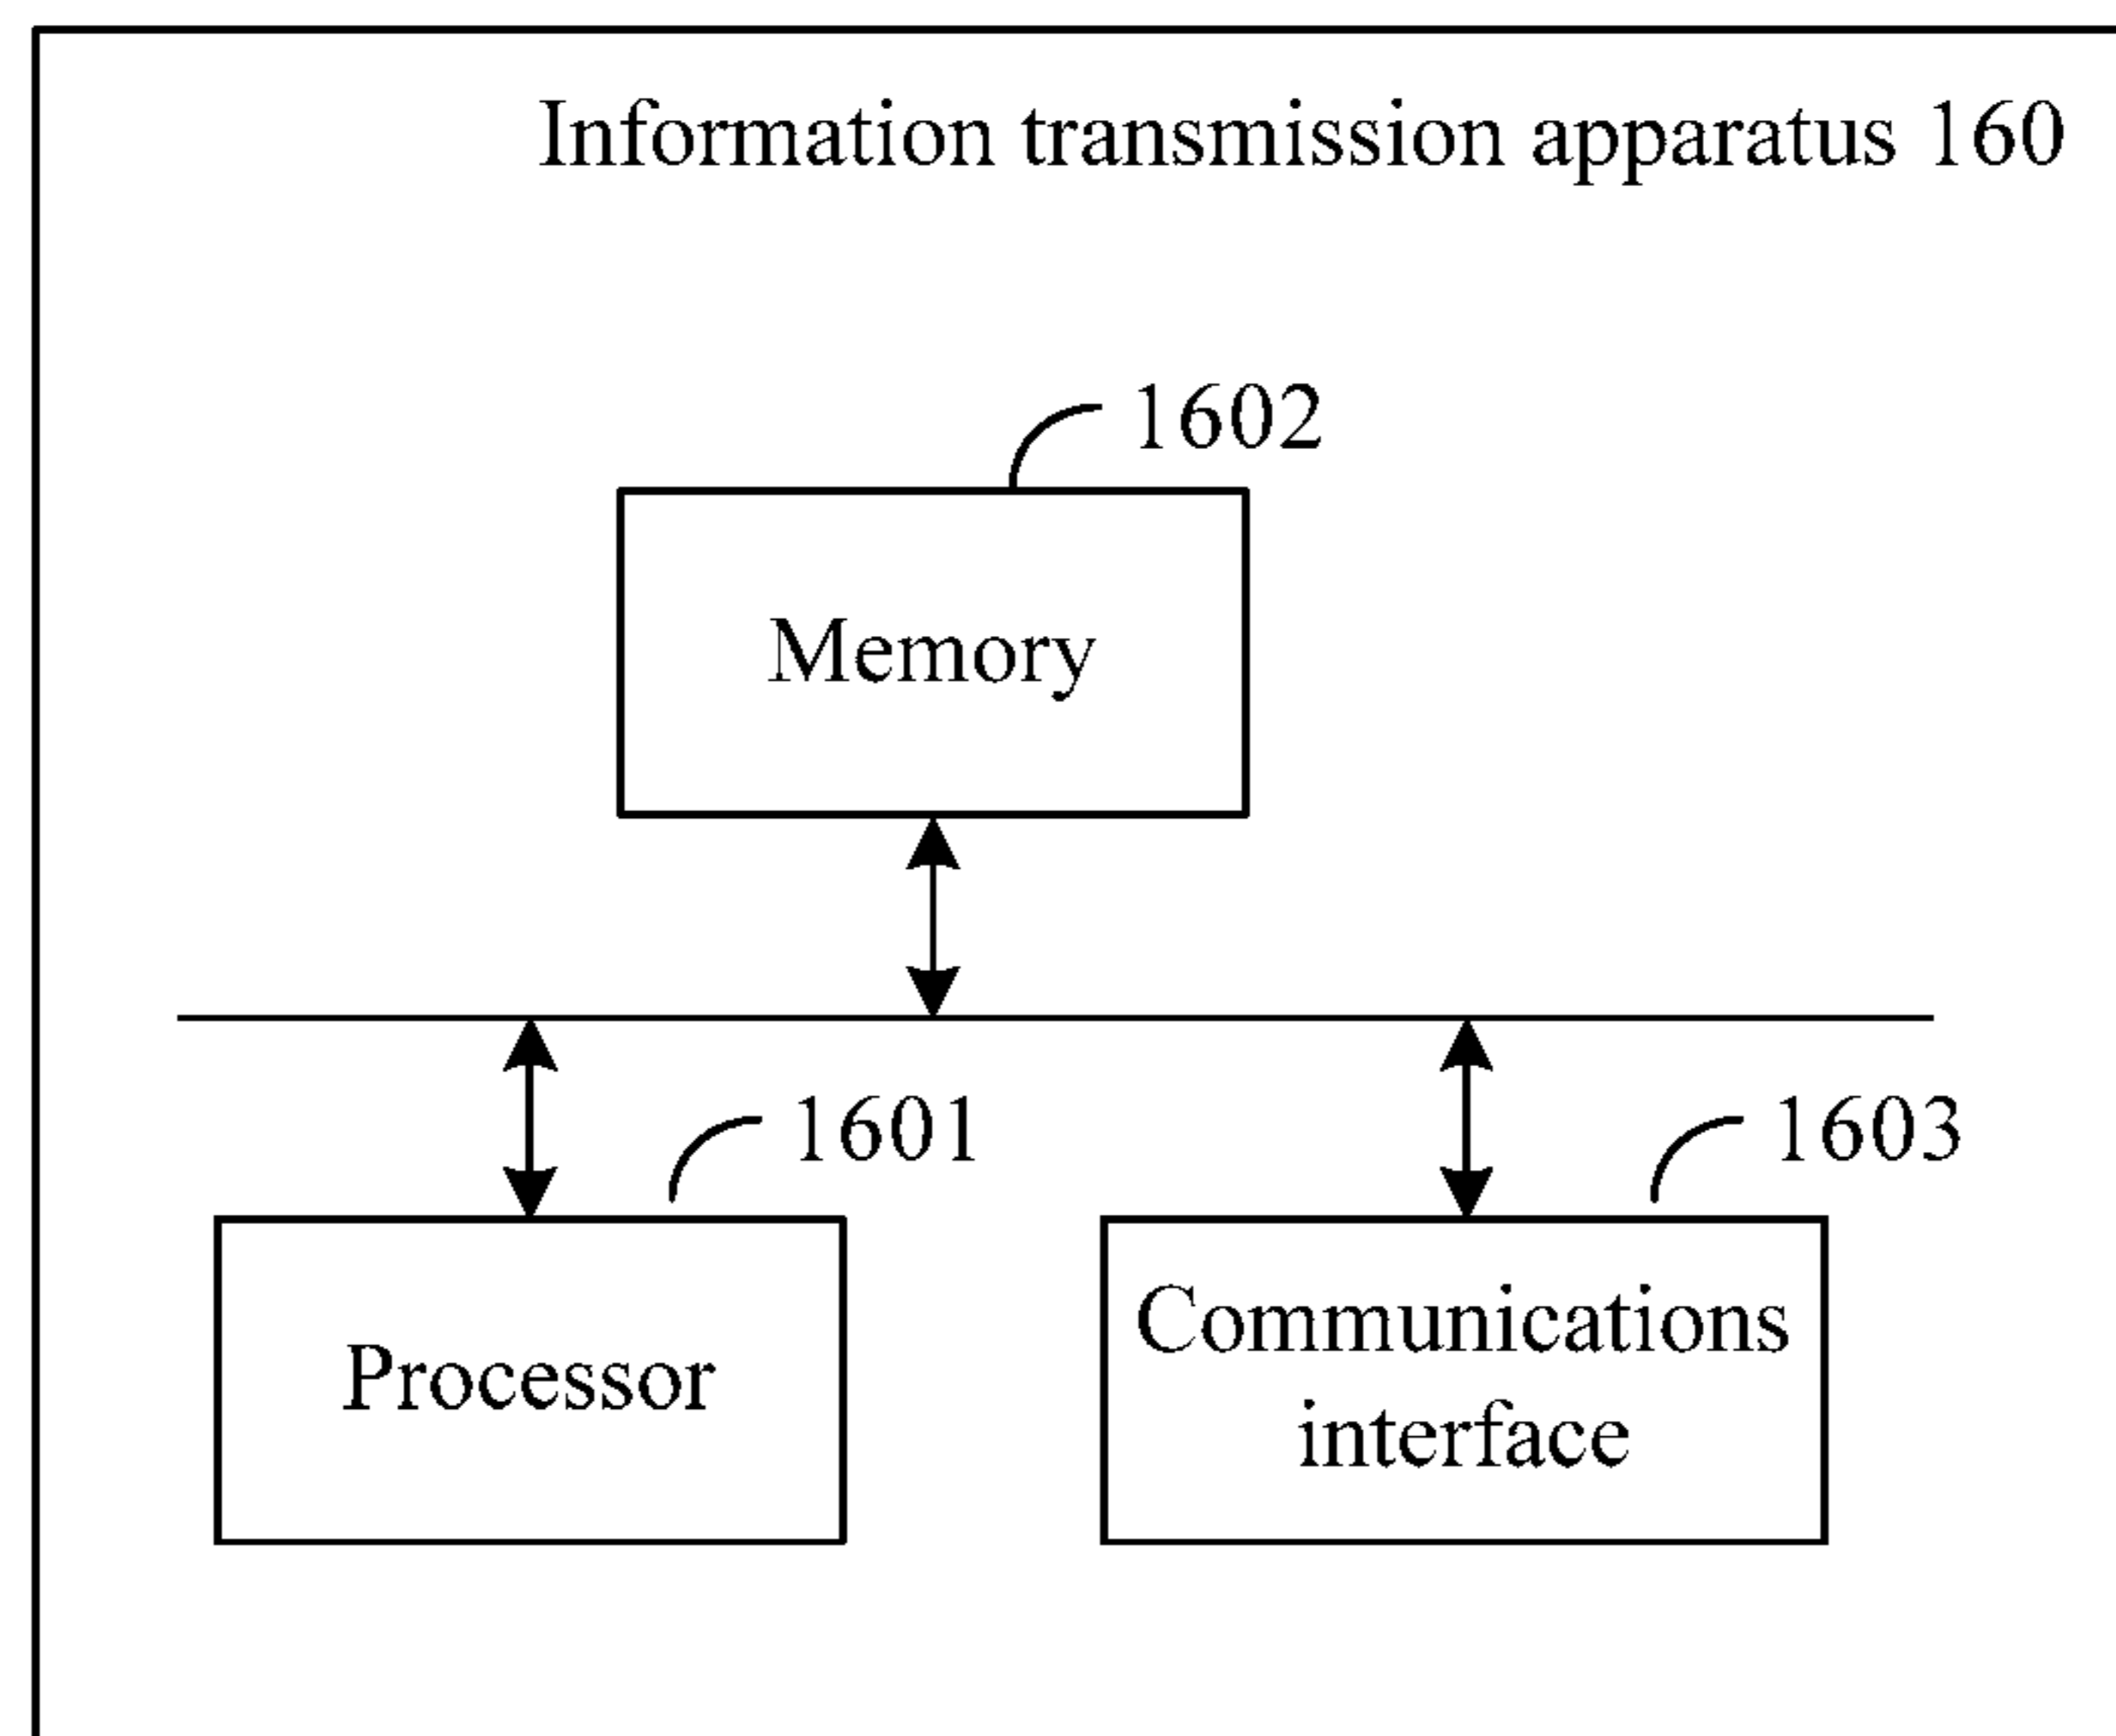 Information transmission apparatus 160
1602
Memory
1601
1603
Processor
Communications
interface